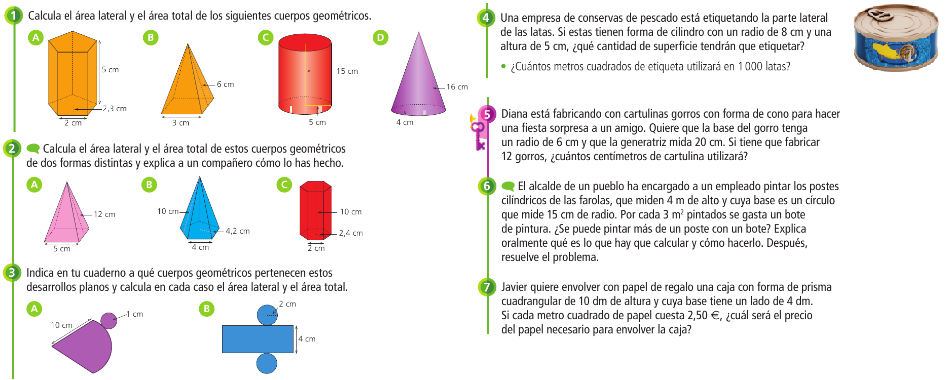 1 Calcula el área lateral y el área total de los siguientes cuerpos geométricos.
A
5 cm
2,3 cm
2 cm
B
6 cm
3 cm
C
15 cm
5 cm
D
16 cm
4 cm
2 Calcula el área lateral y el área total de estos cuerpos geométricos
de dos formas distintas y explica a un compañero cómo lo has hecho.
A
12 cm
5 cm
B
10 cm
4,2 cm
4 cm
C
10 cm
2,4 cm
2 cm
3 Indica en tu cuaderno a qué cuerpos geométricos pertenecen estos
desarrollos planos y calcula en cada caso el área lateral y el área total.
A
10 cm
1 cm
B
2 cm
4 cm
4 Una empresa de conservas de pescado está etiquetando la parte lateral
de las latas. Si estas tienen forma de cilindro con un radio de 8 cm y una
altura de 5 cm, ¿qué cantidad de superficie tendrán que etiquetar?
• ¿Cuántos metros cuadrados de etiqueta utilizará en 1 000 latas?
5 Diana está fabricando con cartulinas gorros con forma de cono para hacer
una fiesta sorpresa a un amigo. Quiere que la base del gorro tenga
un radio de 6 cm y que la generatriz mida 20 cm. Si tiene que fabricar
12 gorros, ¿cuántos centímetros de cartulina utilizará?
6 El alcalde de un pueblo ha encargado a un empleado pintar los postes
cilíndricos de las farolas, que miden 4 m de alto y cuya base es un círculo
que mide 15 cm de radio. Por cada 3 m² pintados se gasta un bote
de pintura. ¿Se puede pintar más de un poste con un bote? Explica
oralmente qué es lo que hay que calcular y cómo hacerlo. Después,
resuelve el problema.
7 Javier quiere envolver con papel de regalo una caja con forma de prisma
cuadrangular de 10 dm de altura y cuya base tiene un lado de 4 dm.
Si cada metro cuadrado de papel cuesta 2,50 €, ¿cuál será el precio
del papel necesario para envolver la caja?